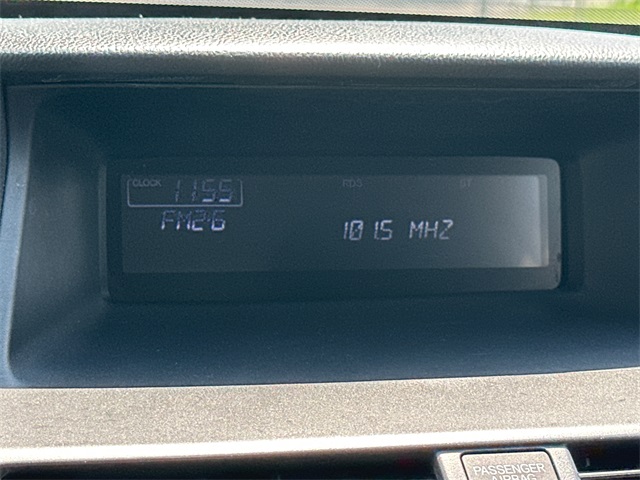 CLOCK 11:55 RDS ST
FM2-6 101.5 MHZ
PASSENGER
AIRBAG